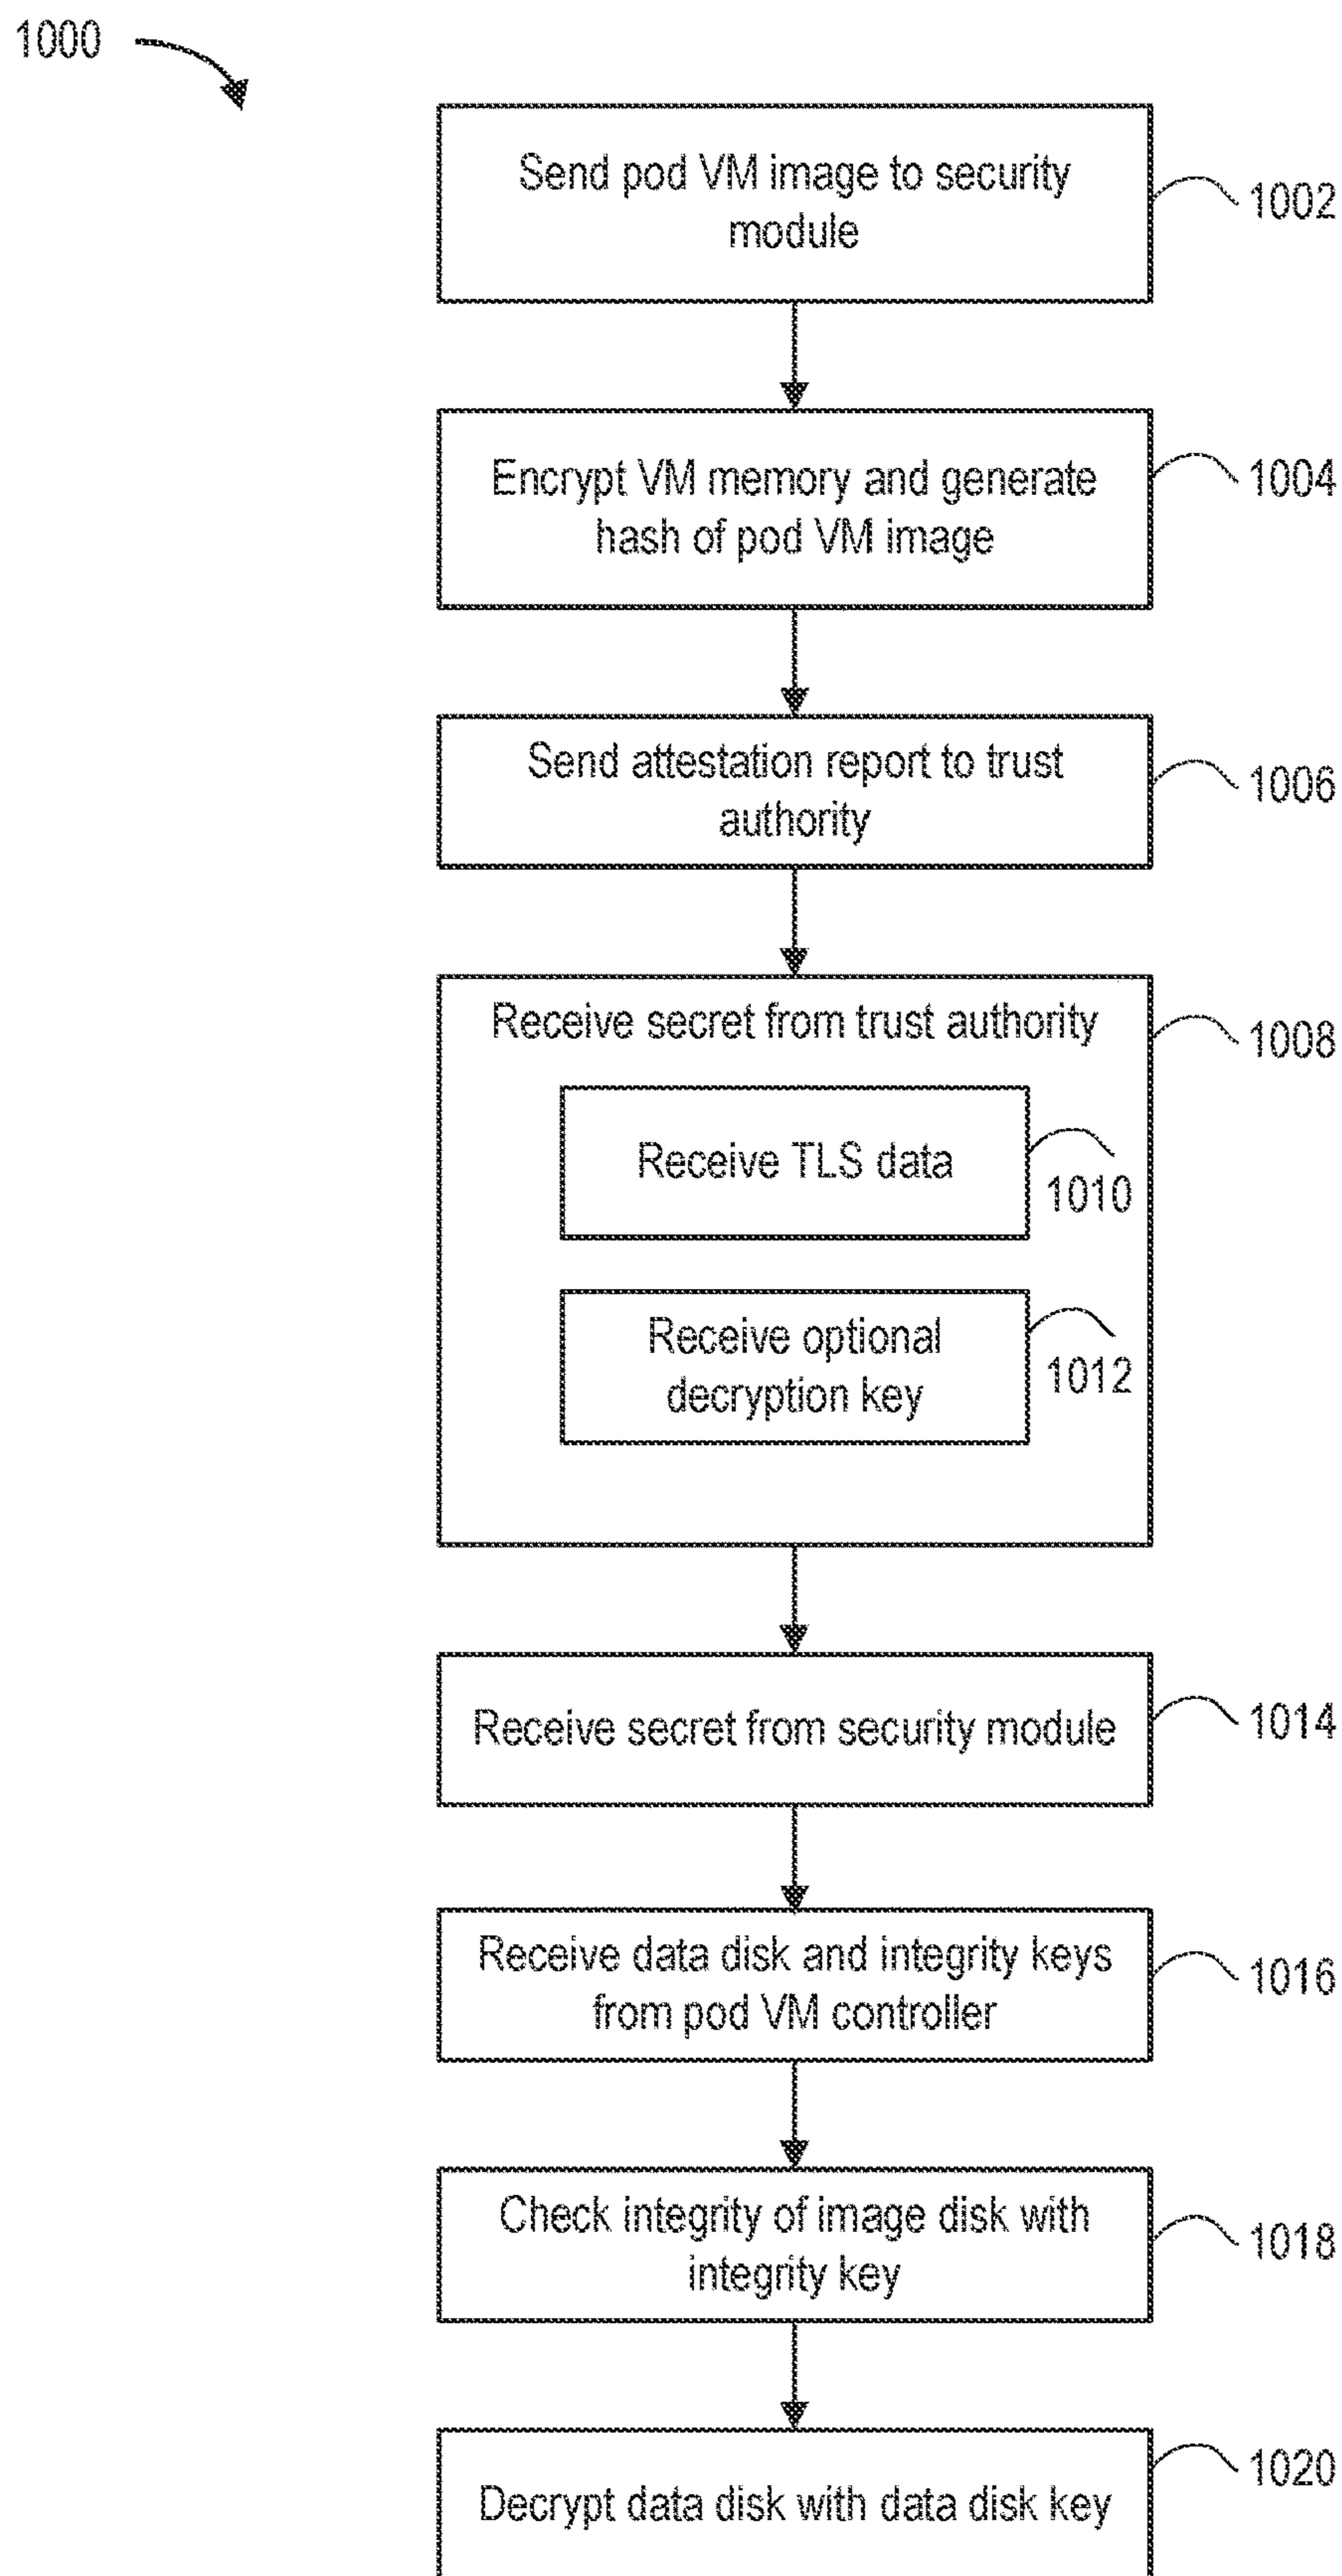 1000
Send pod VM image to security
module
1002
Encrypt VM memory and generate
hash of pod VM image
1004
Send attestation report to trust
authority
1006
Receive secret from trust authority
1008
Receive TLS data
1010
Receive optional
decryption key
1012
Receive secret from security module
1014
Receive data disk and integrity keys
from pod VM controller
1016
Check integrity of image disk with
integrity key
1018
Decrypt data disk with data disk key
1020